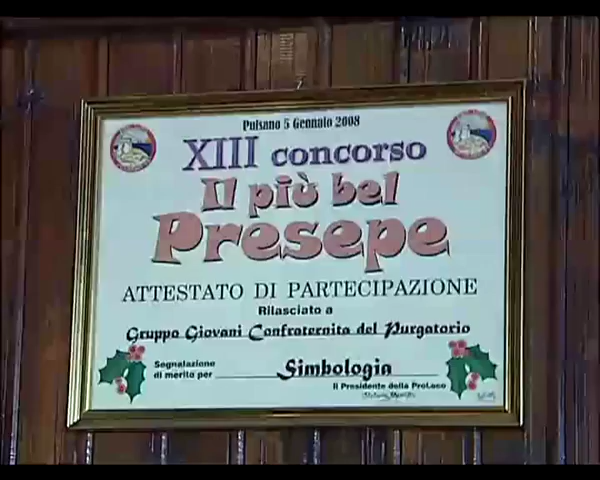 Pulsano 5 Gennaio 2008
XIII concorso
Il più bel
Presepe
ATTESTATO DI PARTECIPAZIONE
Rilasciato a
Gruppo Giovani Confraternita del Purgatorio
Segnalazione
di merito per Simbologia
Il Presidente della ProLoco